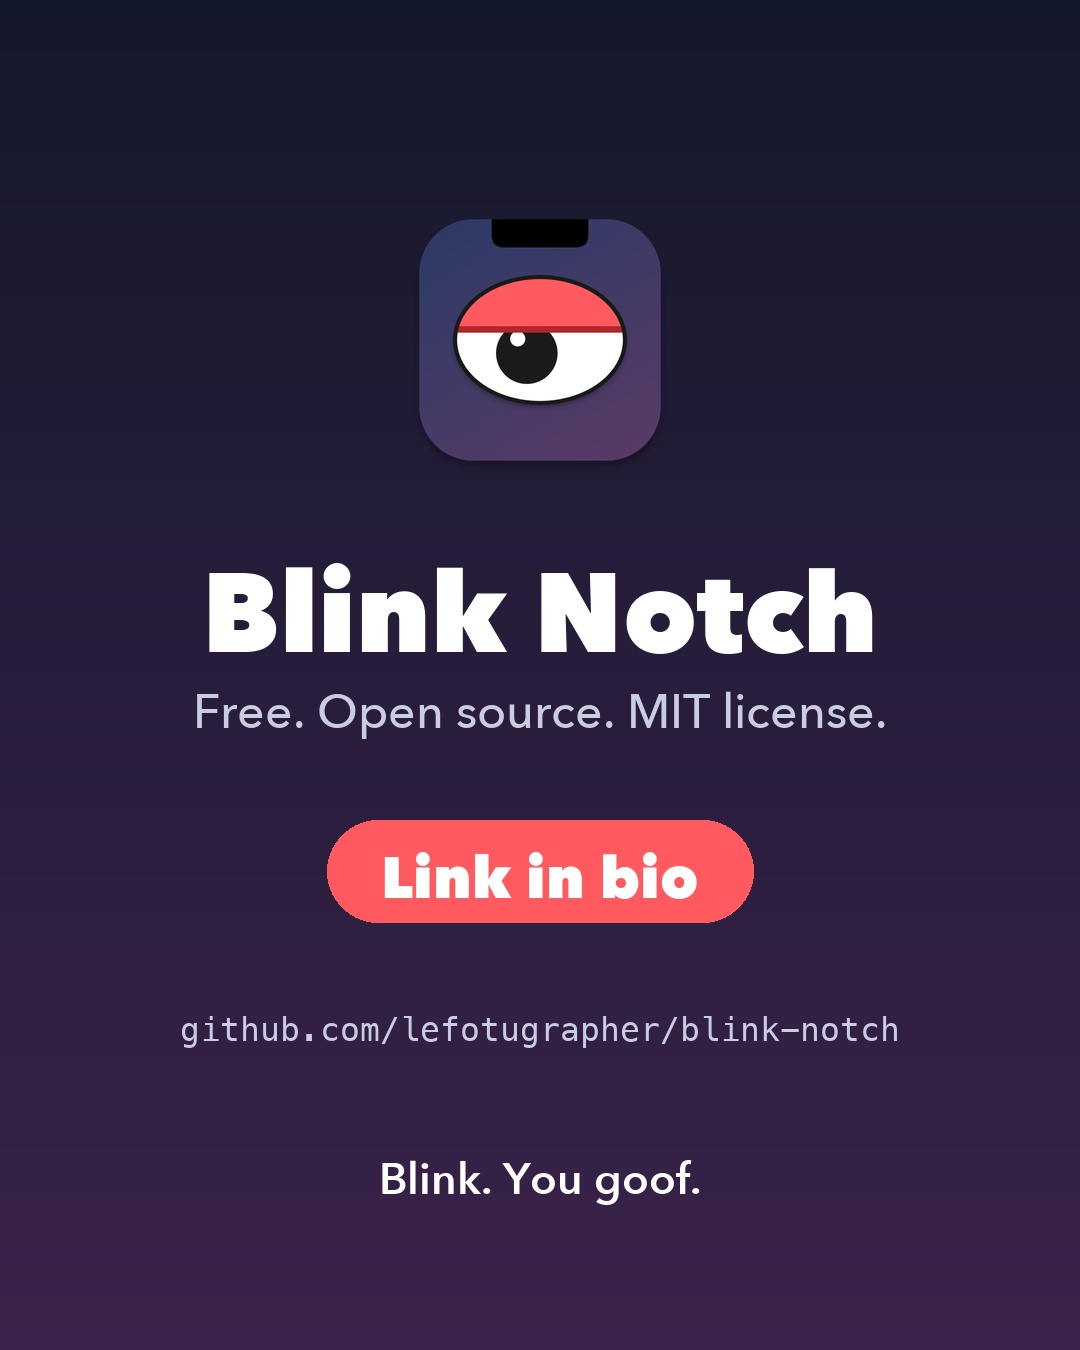 Blink Notch
Free. Open source. MIT license.
Link in bio
github.com/lefotugrapher/blink-notch
Blink. You goof.